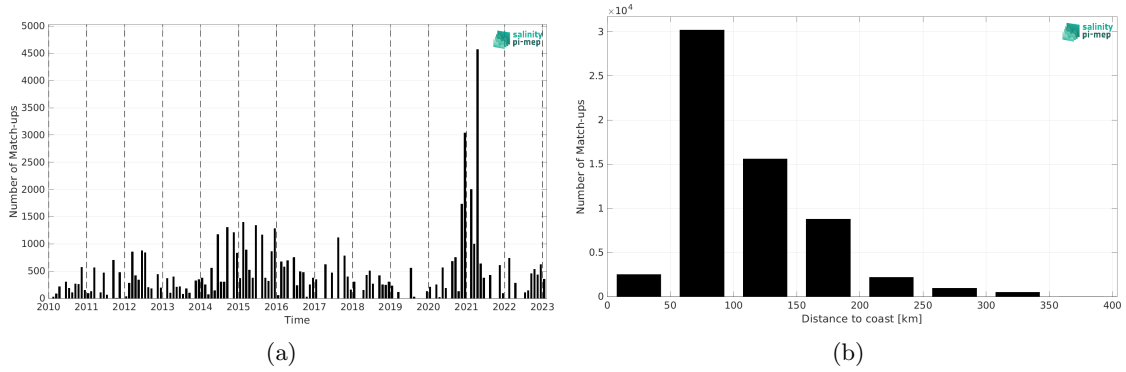 5000
4500
4000
3500
3000
2500
2000
1500
1000
500
0
Number of Match-ups
2010 2011 2012 2013 2014 2015 2016 2017 2018 2019 2020 2021 2022 2023
Time
salinity
pi-mep
(a)
×10⁴
3
2.5
2
1.5
1
0.5
0
Number of Match-ups
0 50 100 150 200 250 300 350 400
Distance to coast [km]
salinity
pi-mep
(b)